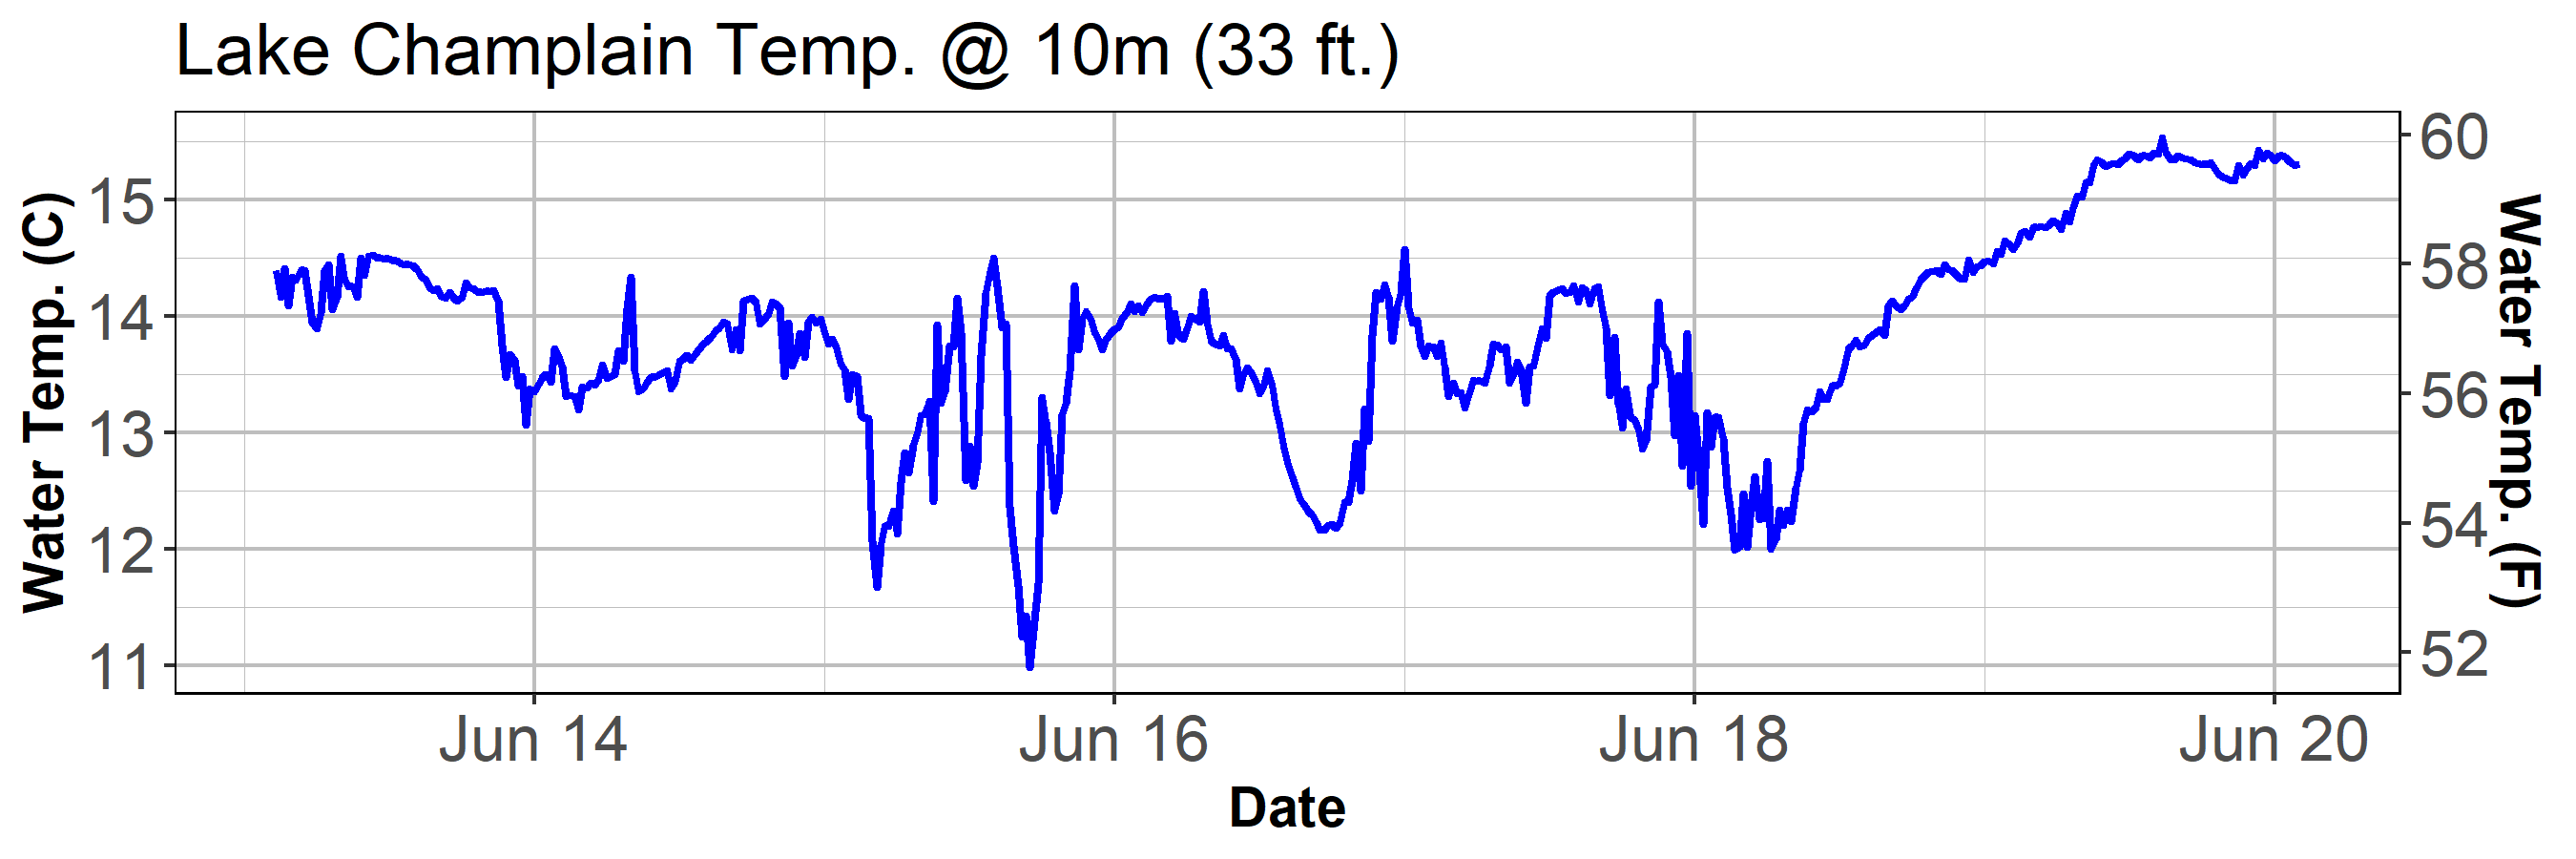 Lake Champlain Temp. @ 10m (33 ft.)
Water Temp. (C)
15
14
13
12
11
60
58
56
54
52
Water Temp. (F)
Jun 14
Jun 16
Jun 18
Jun 20
Date